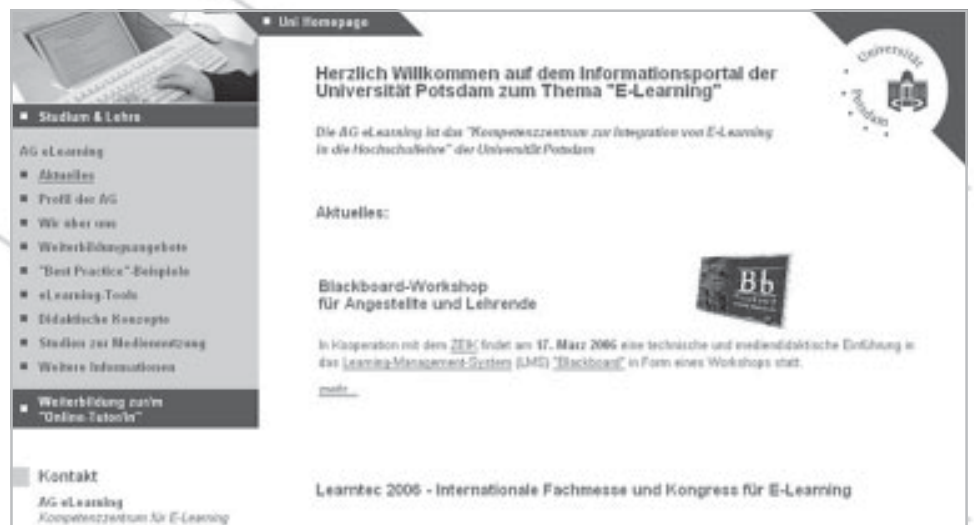 Uni Homepage
Studium & Lehre
AG eLearning
Aktuelles
Profil der AG
Wir über uns
Weiterbildungsangebote
"Best Practice"-Beispiele
eLearning-Tools
Didaktische Konzepte
Studien zur Mediennutzung
Weitere Informationen
Weiterbildung zur/m
"Online-Tutor/in"
Kontakt
AG eLearning
Kompetenzzentrum für E-Learning
Herzlich Willkommen auf dem Informationsportal der
Universität Potsdam zum Thema "E-Learning"
Die AG eLearning ist das "Kompetenzzentrum zur Integration von E-Learning
in die Hochschullehre" der Universität Potsdam
Universität
Potsdam
Aktuelles:
Blackboard-Workshop
für Angestellte und Lehrende
Bb
In Kooperation mit dem ZEIK findet am 17. März 2006 eine technische und mediendidaktische Einführung in
das Learning-Management-System (LMS) "Blackboard" in Form eines Workshops statt.
mehr...
Learntec 2006 - Internationale Fachmesse und Kongress für E-Learning